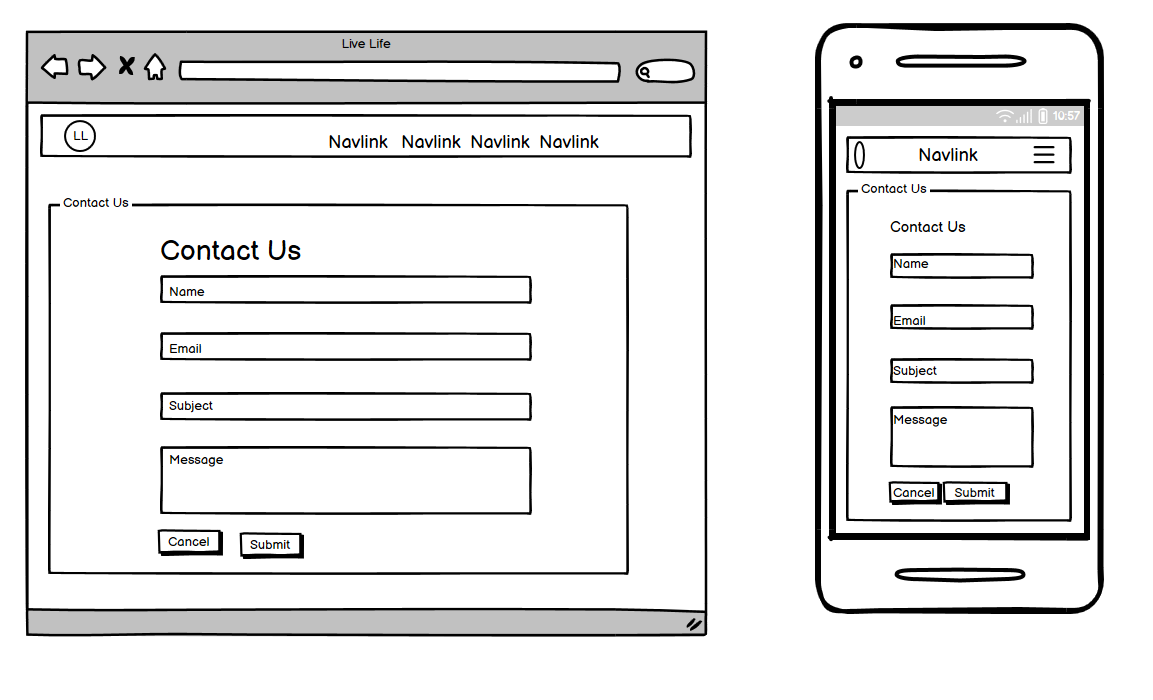 Live Life
LL
Navlink Navlink Navlink Navlink
Contact Us
Contact Us
Name
Email
Subject
Message
Cancel Submit
10:57
Navlink
Contact Us
Contact Us
Name
Email
Subject
Message
Cancel Submit